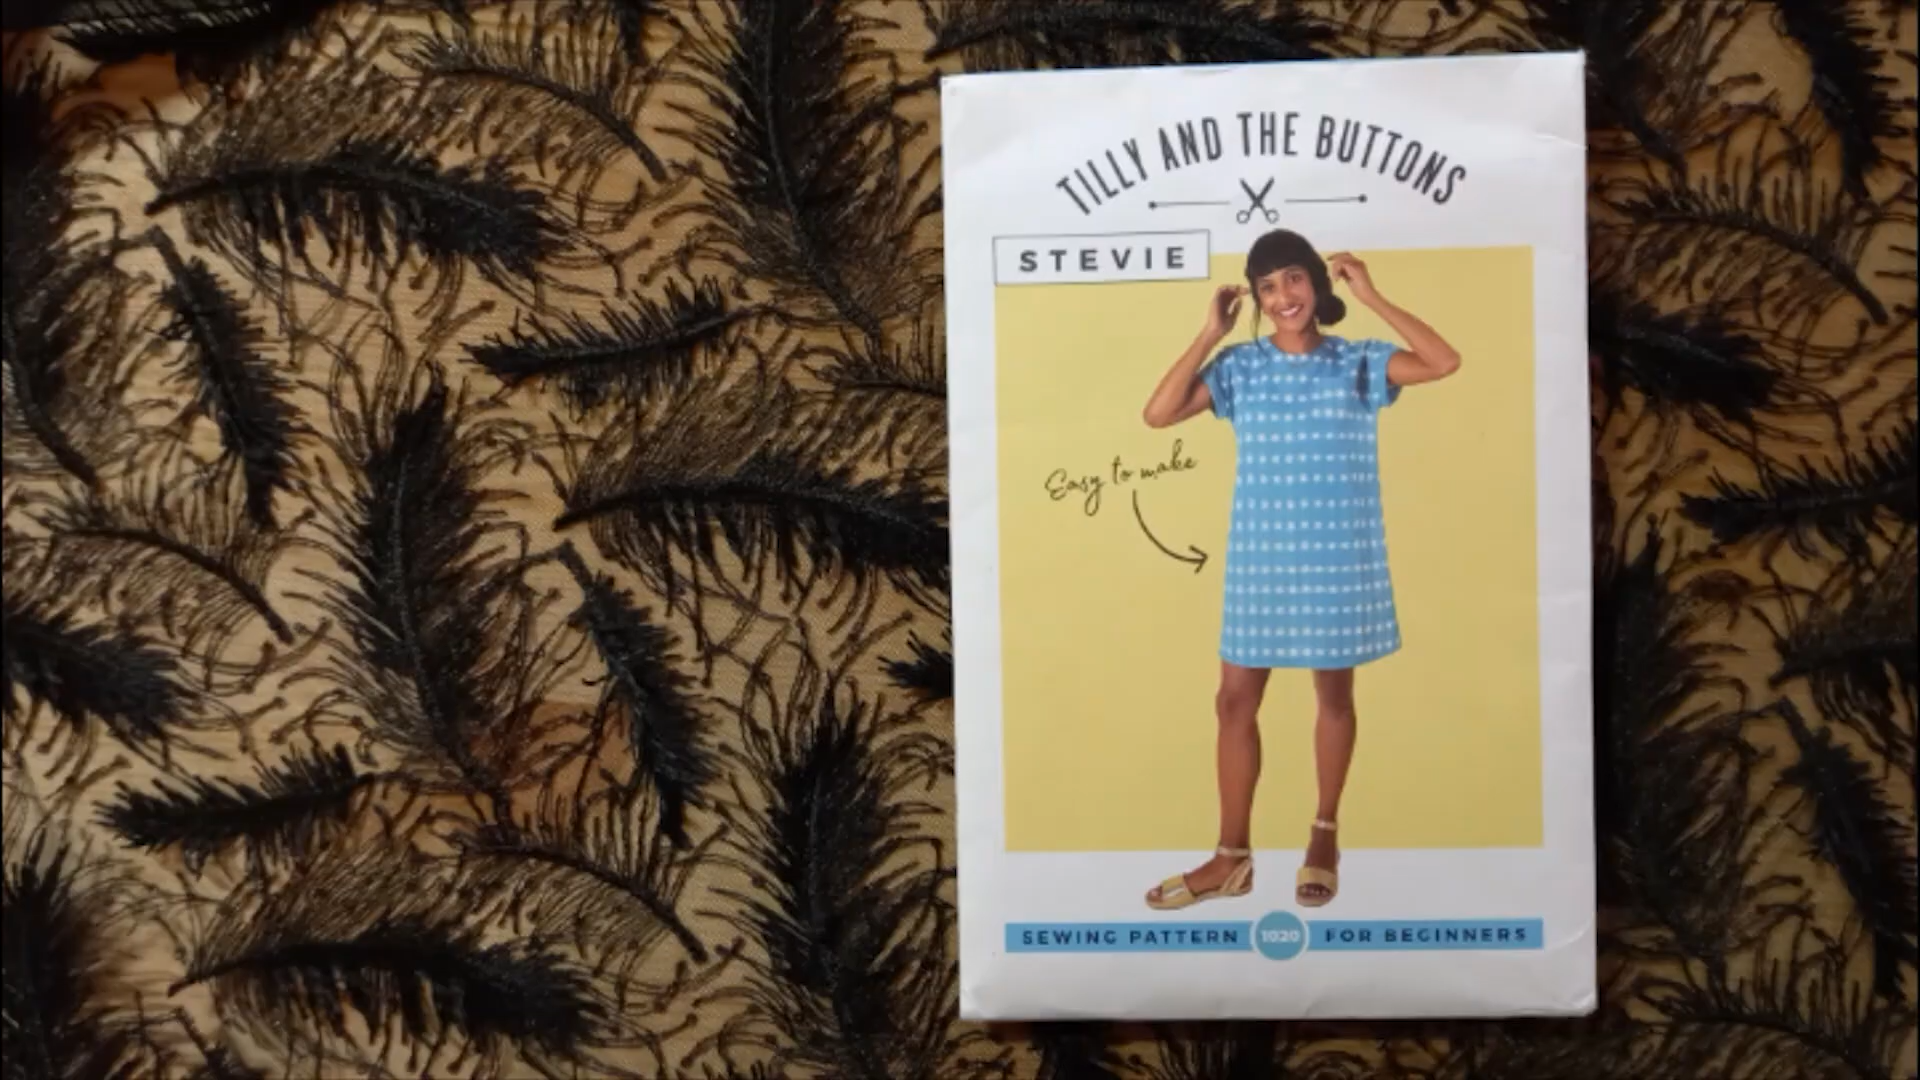 TILLY AND THE BUTTONS
STEVIE
Easy to make
SEWING PATTERN 1020 FOR BEGINNERS